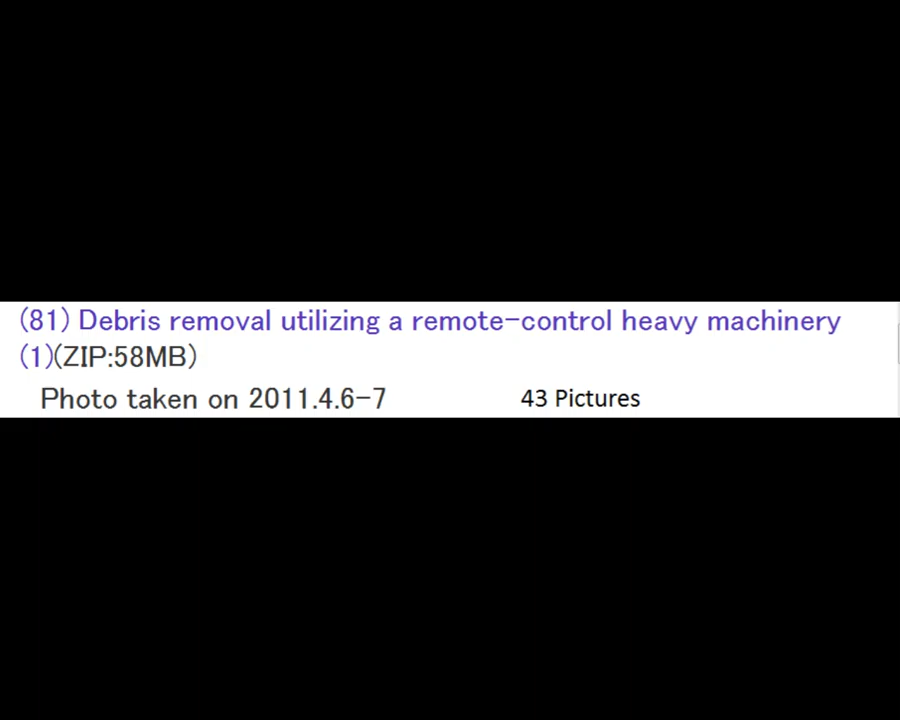 (81) Debris removal utilizing a remote-control heavy machinery
(1)(ZIP:58MB)
Photo taken on 2011.4.6-7 43 Pictures